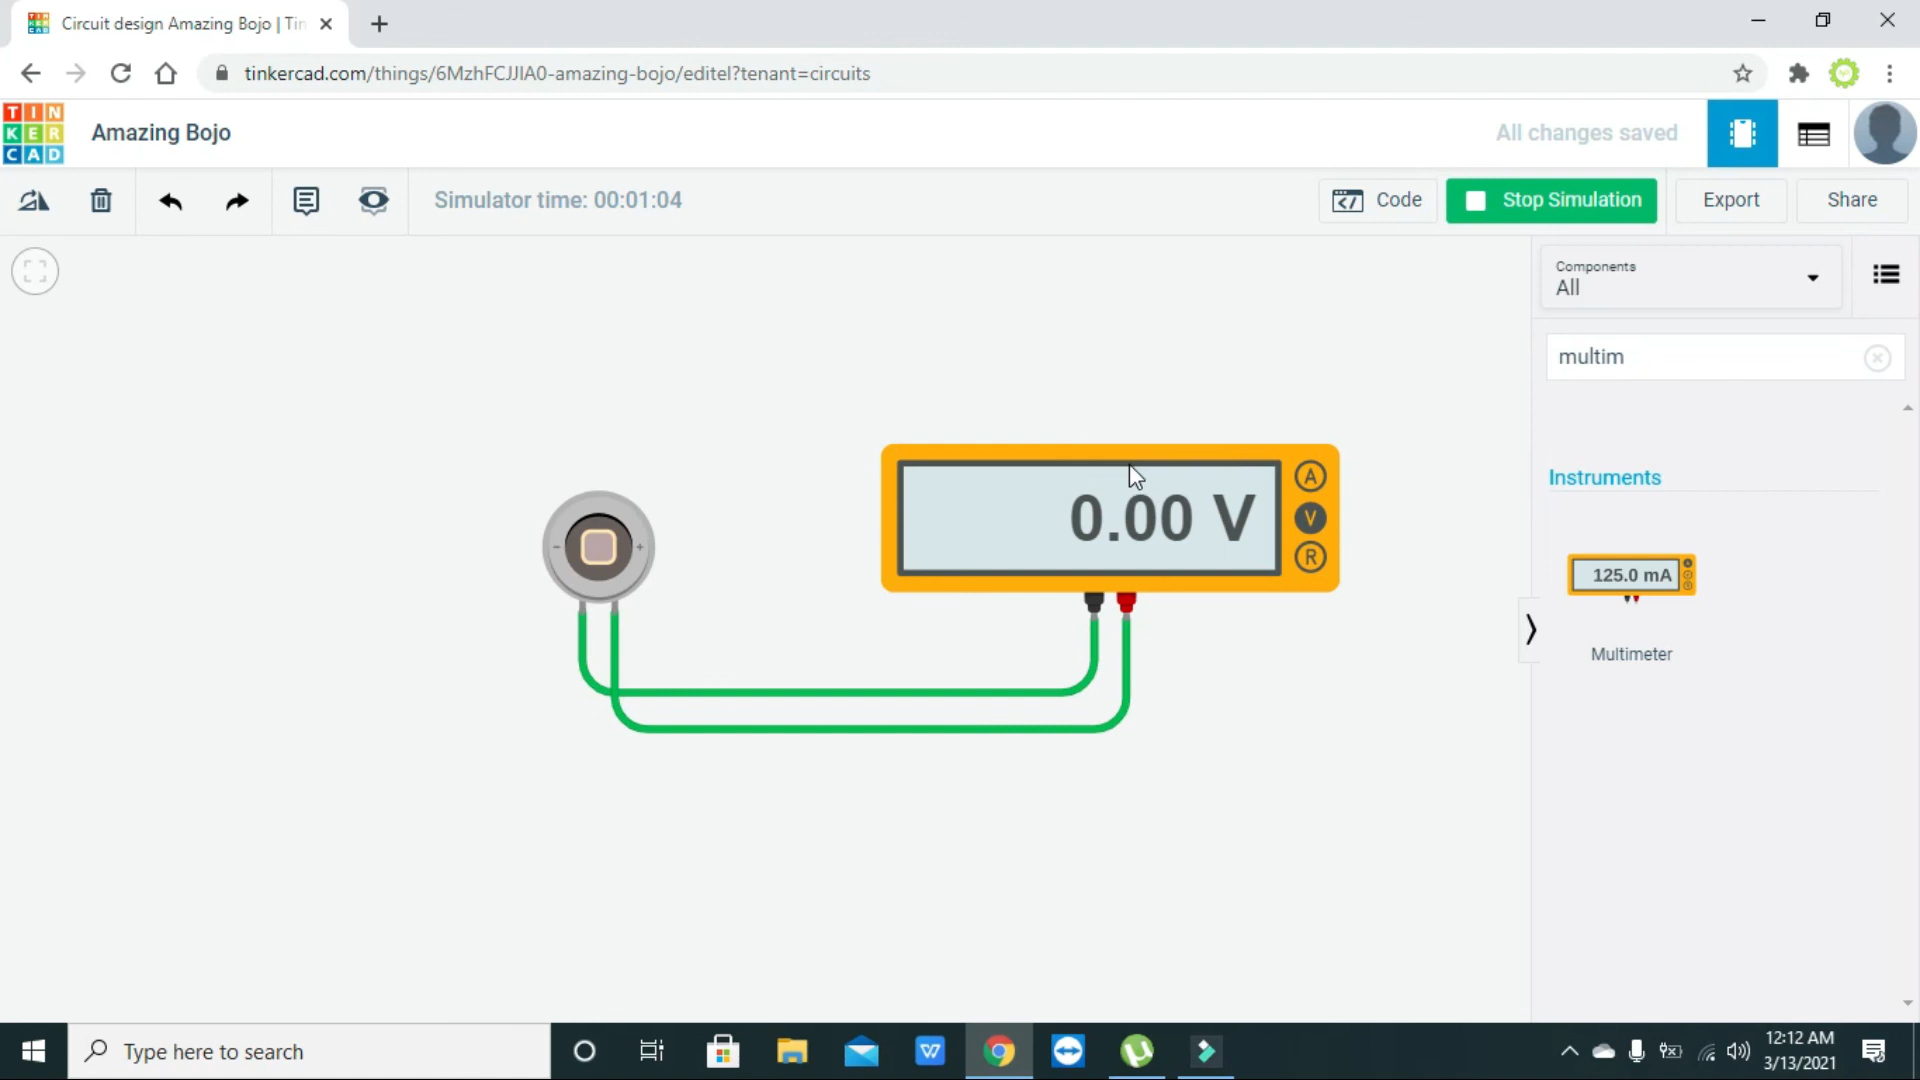 Circuit design Amazing Bojo | Tin
tinkercad.com/things/6MzhFCJJIA0-amazing-bojo/editel?tenant=circuits
TIN
KER
CAD
Amazing Bojo
All changes saved
Simulator time: 00:01:04
Code
Stop Simulation
Export
Share
Components
All
multim
Instruments
0.00 V
A
V
R
- +
125.0 mA
Multimeter
Type here to search
12:12 AM
3/13/2021